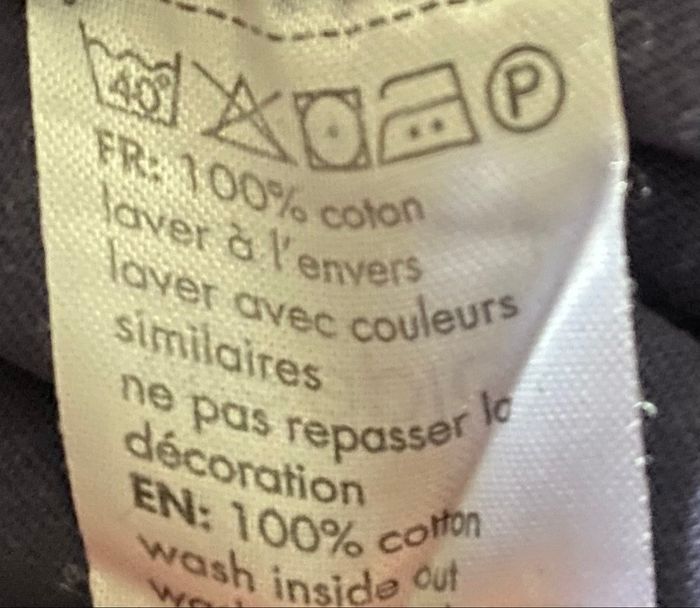 40° P
FR: 100% coton
laver à l'envers
laver avec couleurs
similaires
ne pas repasser la
décoration
EN: 100% cotton
wash inside out